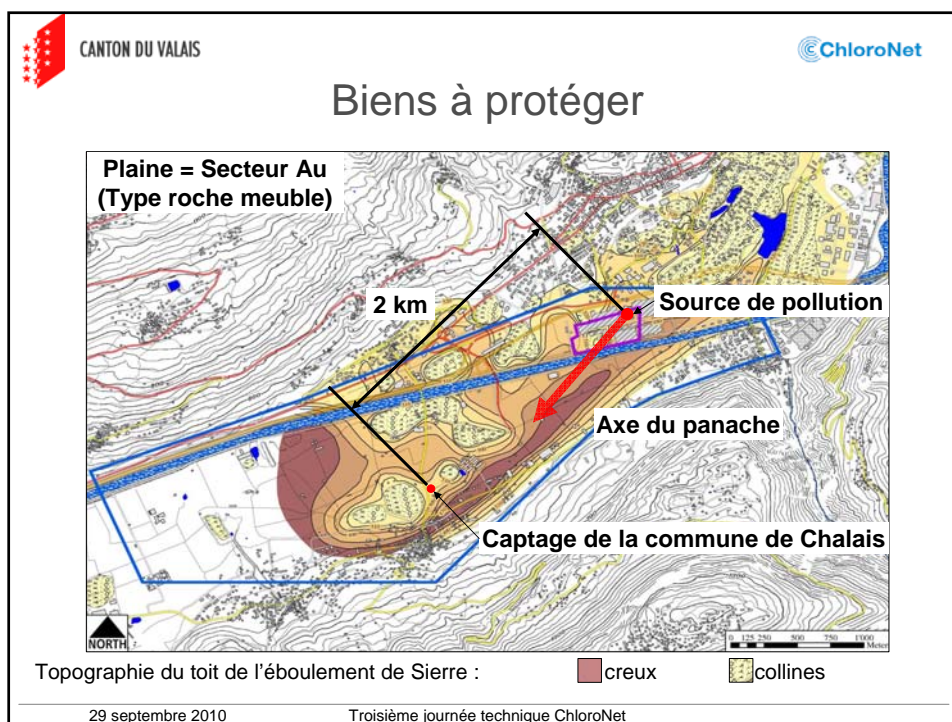 CANTON DU VALAIS
ChloroNet
Biens à protéger
Plaine = Secteur Au
(Type roche meuble)
2 km
Source de pollution
Axe du panache
Captage de la commune de Chalais
NORTH
0 125 250 500 750 1'000
Meter
Topographie du toit de l'éboulement de Sierre :
creux
collines
29 septembre 2010
Troisième journée technique ChloroNet